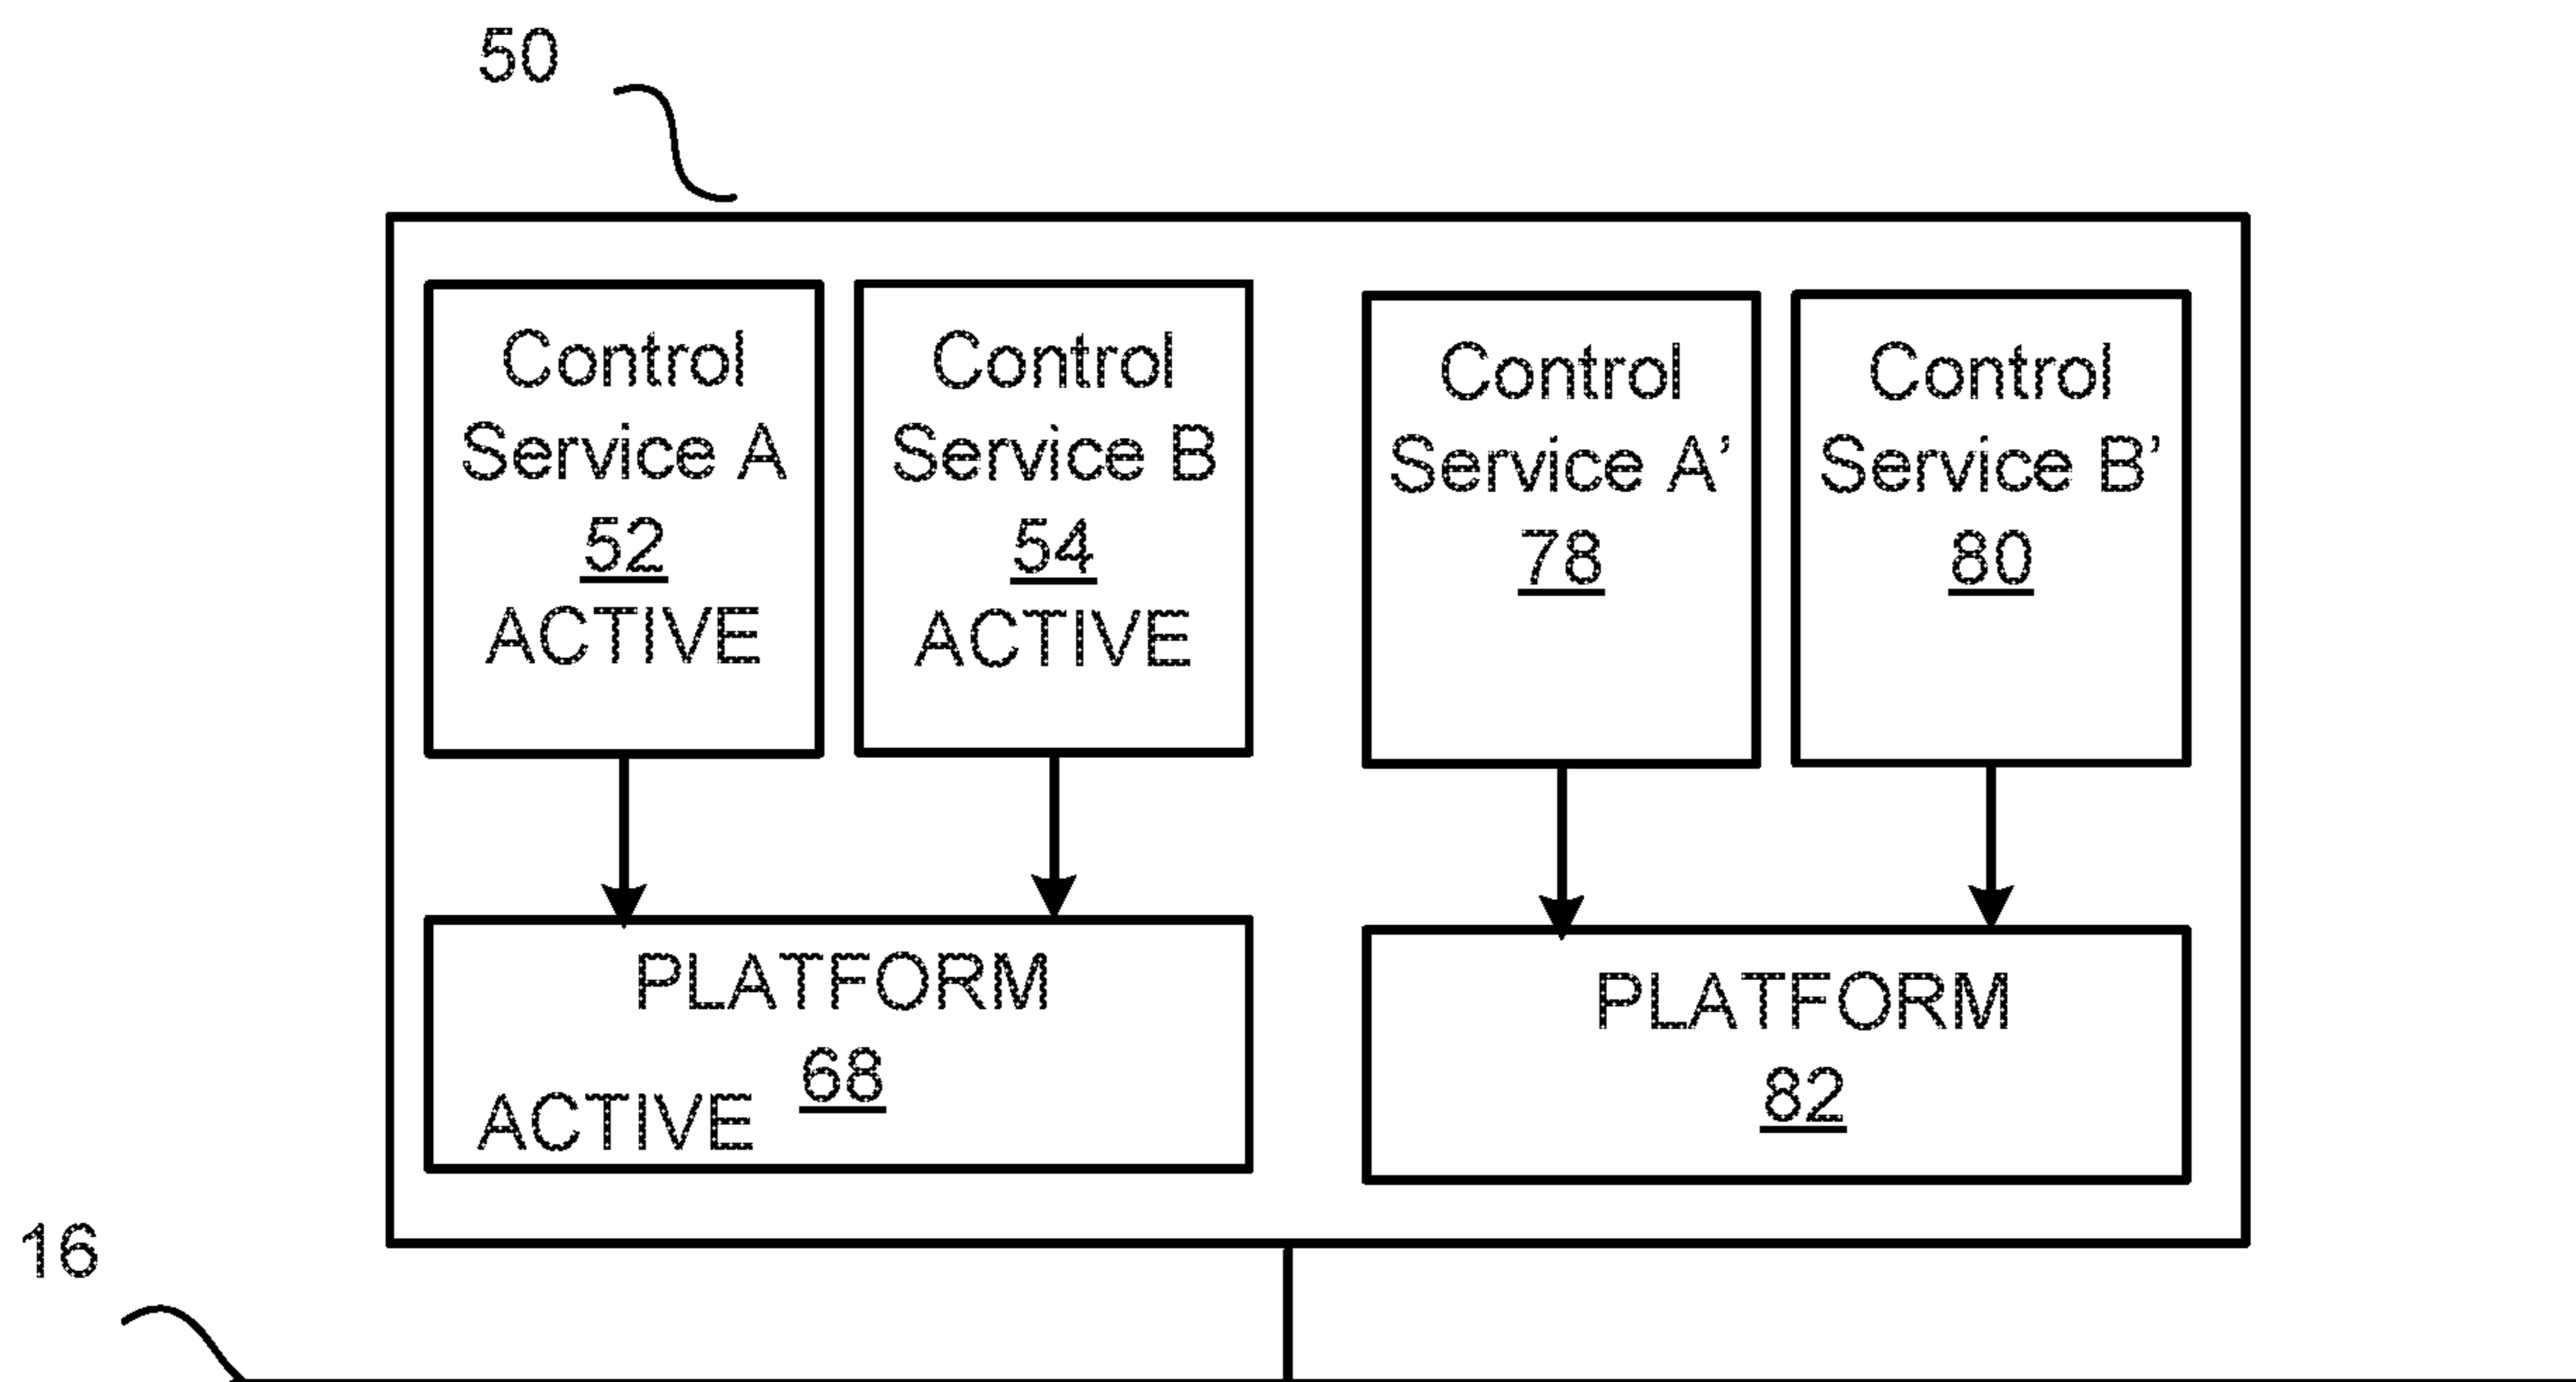 50
Control
Service A
52
ACTIVE
Control
Service B
54
ACTIVE
Control
Service A’
78
Control
Service B’
80
PLATFORM
68
ACTIVE
PLATFORM
82
16